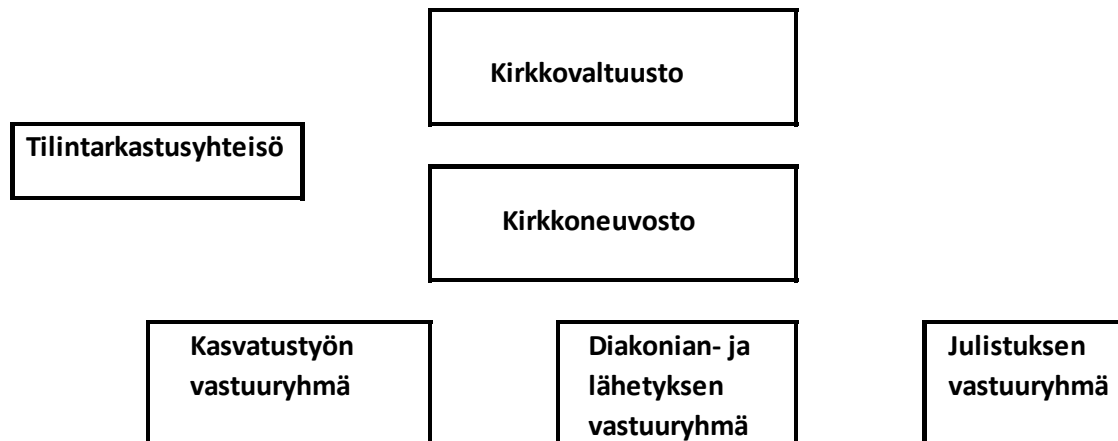 Kirkkovaltuusto
Tilintarkastusyhteisö
Kirkkoneuvosto
Kasvatustyön
vastuuryhmä
Diakonian- ja
lähetyksen
vastuuryhmä
Julistuksen
vastuuryhmä